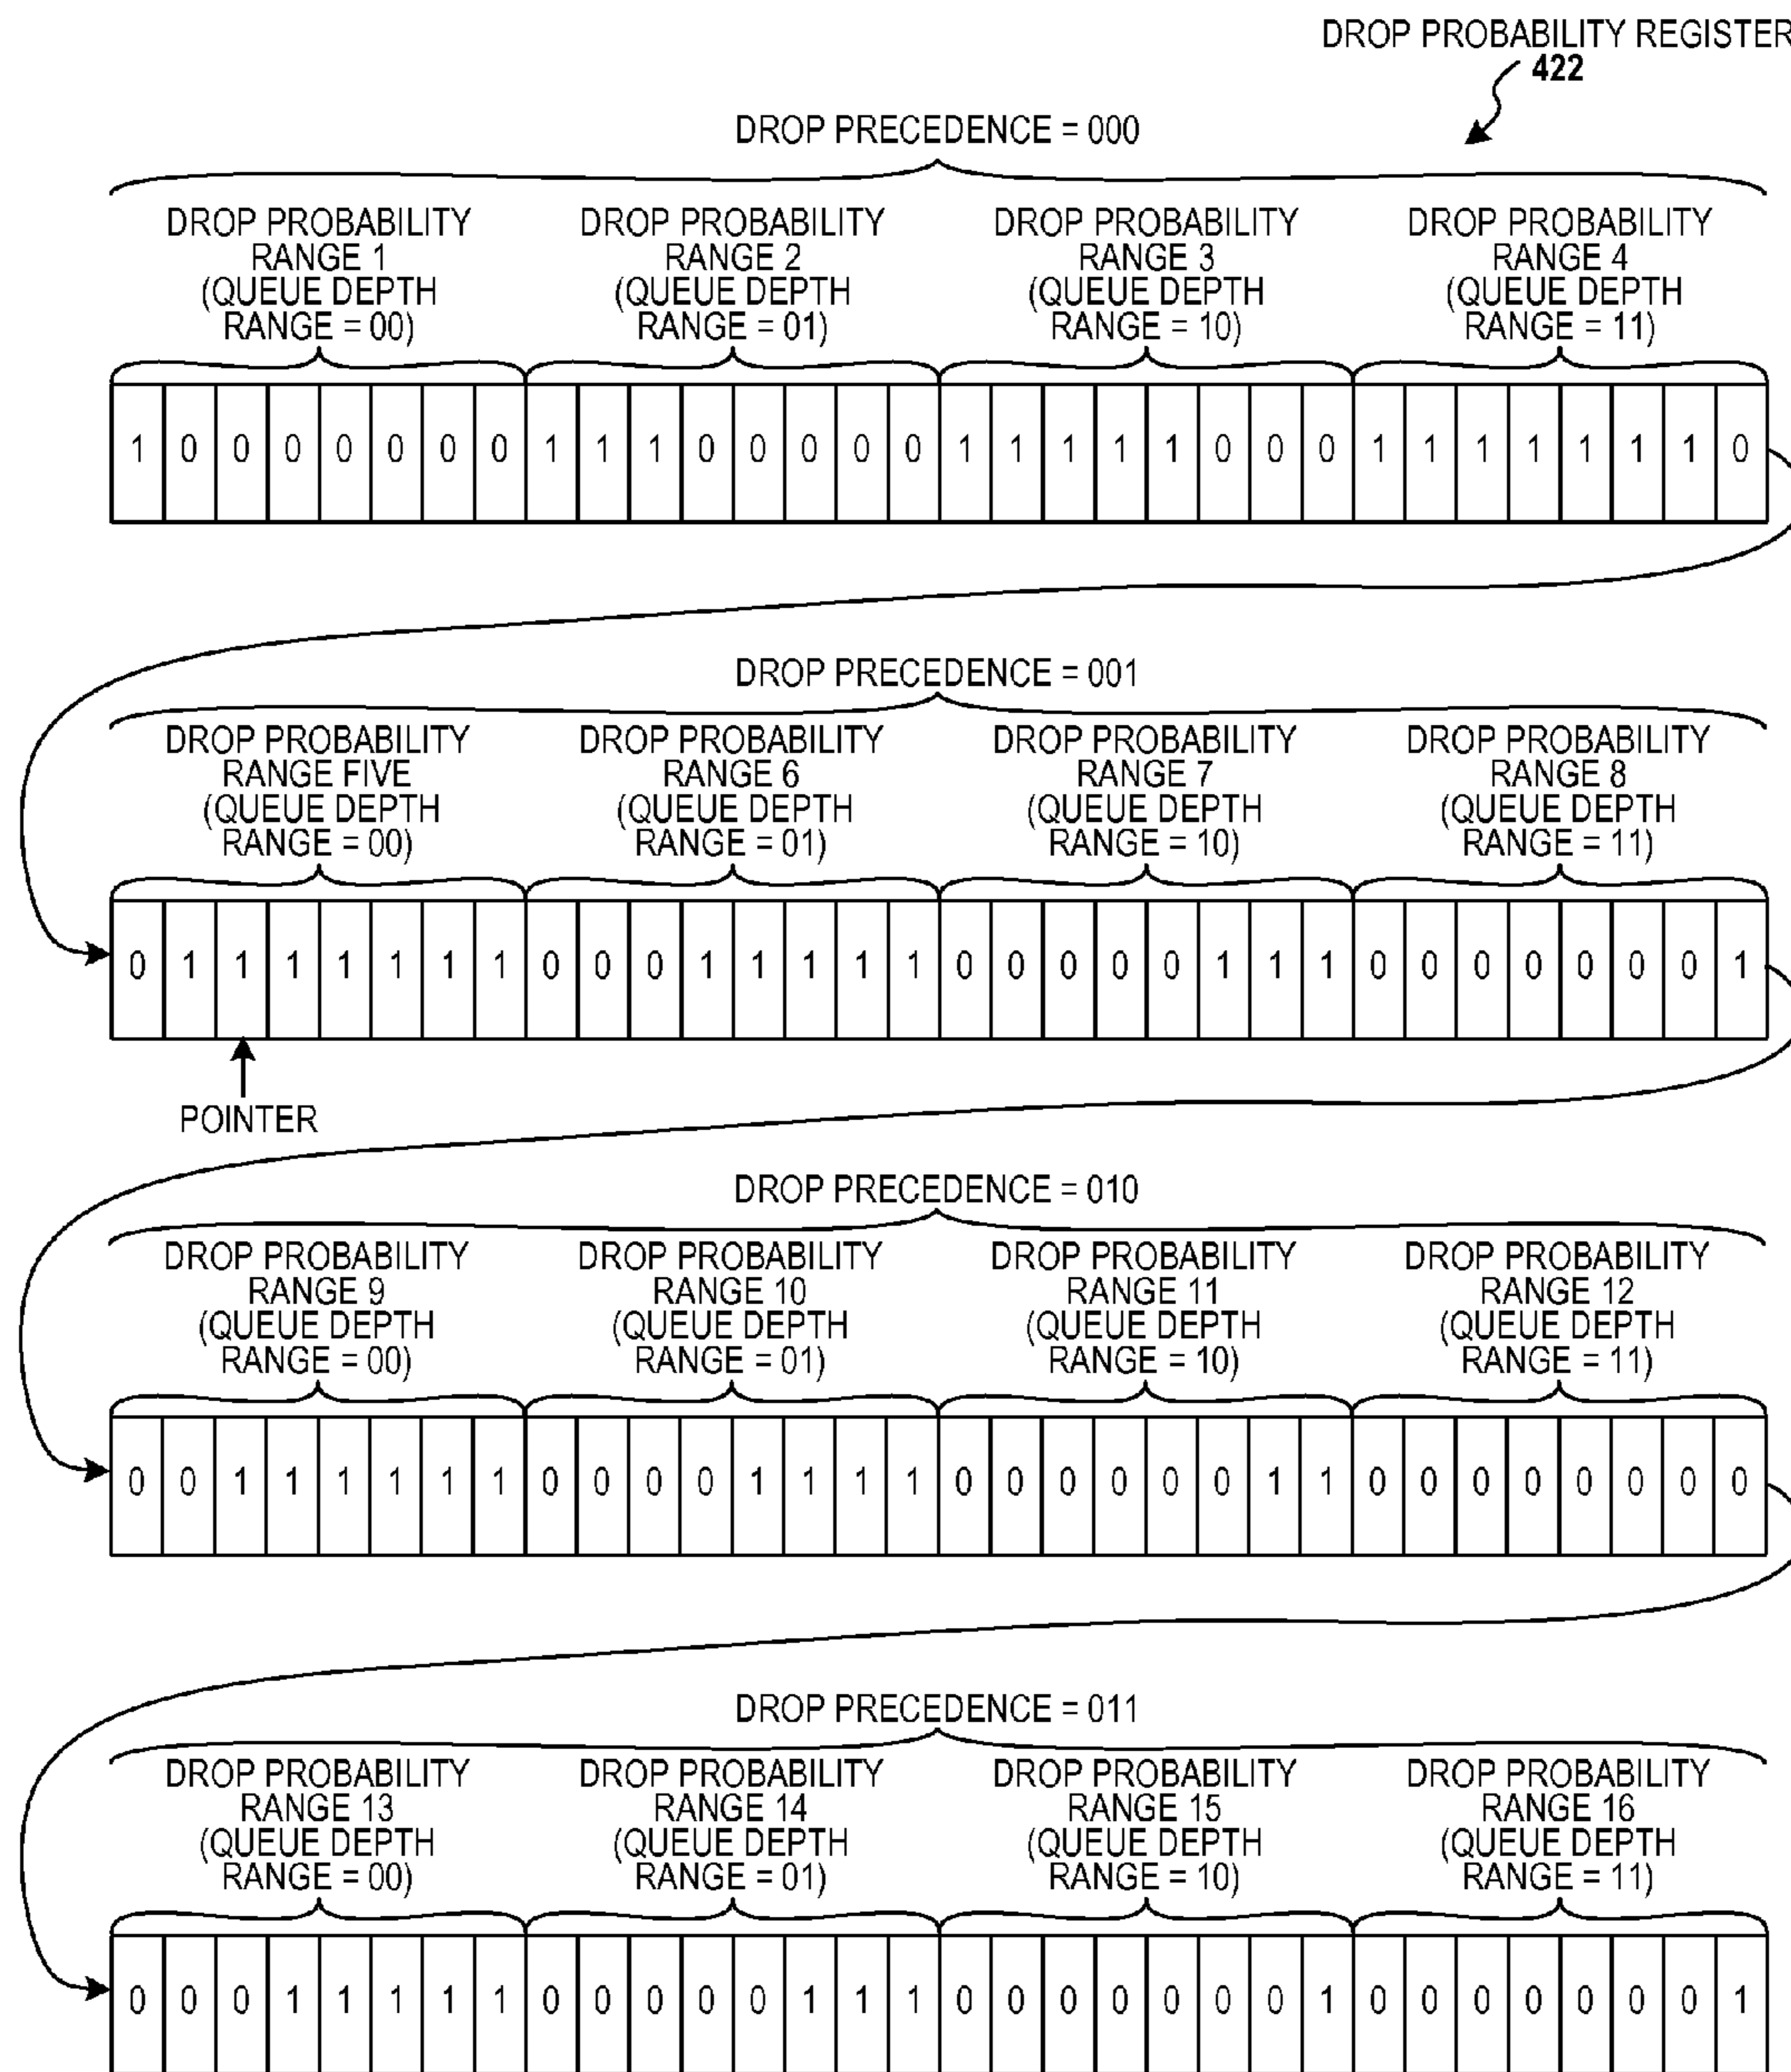 DROP PROBABILITY REGISTER
422
DROP PRECEDENCE = 000
DROP PROBABILITY RANGE 1 (QUEUE DEPTH RANGE = 00)
DROP PROBABILITY RANGE 2 (QUEUE DEPTH RANGE = 01)
DROP PROBABILITY RANGE 3 (QUEUE DEPTH RANGE = 10)
DROP PROBABILITY RANGE 4 (QUEUE DEPTH RANGE = 11)
1 0 0 0 0 0 0 0 1 1 1 0 0 0 0 0 1 1 1 1 1 0 0 0 1 1 1 1 1 1 1 0
DROP PRECEDENCE = 001
DROP PROBABILITY RANGE FIVE (QUEUE DEPTH RANGE = 00)
DROP PROBABILITY RANGE 6 (QUEUE DEPTH RANGE = 01)
DROP PROBABILITY RANGE 7 (QUEUE DEPTH RANGE = 10)
DROP PROBABILITY RANGE 8 (QUEUE DEPTH RANGE = 11)
0 1 1 1 1 1 1 1 0 0 0 1 1 1 1 1 0 0 0 0 0 1 1 1 0 0 0 0 0 0 0 1
POINTER
DROP PRECEDENCE = 010
DROP PROBABILITY RANGE 9 (QUEUE DEPTH RANGE = 00)
DROP PROBABILITY RANGE 10 (QUEUE DEPTH RANGE = 01)
DROP PROBABILITY RANGE 11 (QUEUE DEPTH RANGE = 10)
DROP PROBABILITY RANGE 12 (QUEUE DEPTH RANGE = 11)
0 0 1 1 1 1 1 1 0 0 0 0 1 1 1 1 0 0 0 0 0 0 1 1 0 0 0 0 0 0 0 0
DROP PRECEDENCE = 011
DROP PROBABILITY RANGE 13 (QUEUE DEPTH RANGE = 00)
DROP PROBABILITY RANGE 14 (QUEUE DEPTH RANGE = 01)
DROP PROBABILITY RANGE 15 (QUEUE DEPTH RANGE = 10)
DROP PROBABILITY RANGE 16 (QUEUE DEPTH RANGE = 11)
0 0 0 1 1 1 1 1 0 0 0 0 0 1 1 1 0 0 0 0 0 0 0 1 0 0 0 0 0 0 0 1